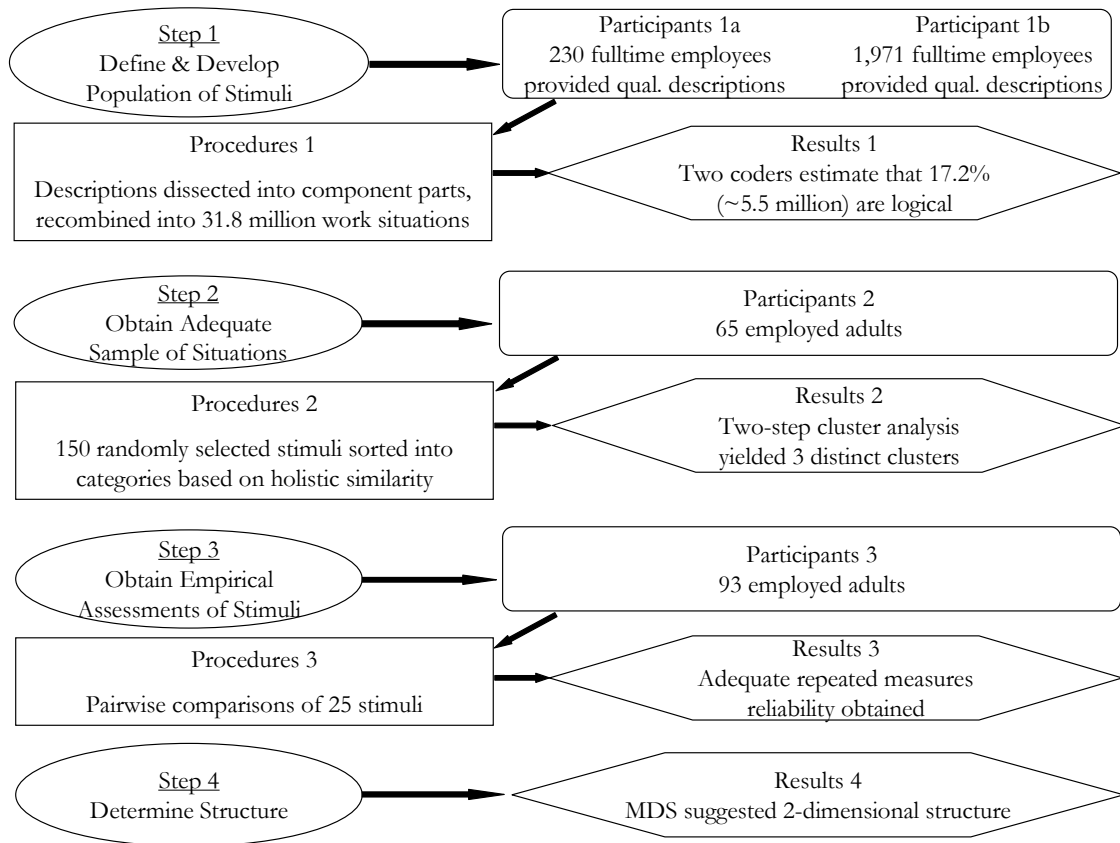 Step 1
Define & Develop
Population of Stimuli
Participants 1a
230 fulltime employees
provided qual. descriptions
Participant 1b
1,971 fulltime employees
provided qual. descriptions
Procedures 1
Descriptions dissected into component parts,
recombined into 31.8 million work situations
Results 1
Two coders estimate that 17.2%
(~5.5 million) are logical
Step 2
Obtain Adequate
Sample of Situations
Participants 2
65 employed adults
Procedures 2
150 randomly selected stimuli sorted into
categories based on holistic similarity
Results 2
Two-step cluster analysis
yielded 3 distinct clusters
Step 3
Obtain Empirical
Assessments of Stimuli
Participants 3
93 employed adults
Procedures 3
Pairwise comparisons of 25 stimuli
Results 3
Adequate repeated measures
reliability obtained
Step 4
Determine Structure
Results 4
MDS suggested 2-dimensional structure